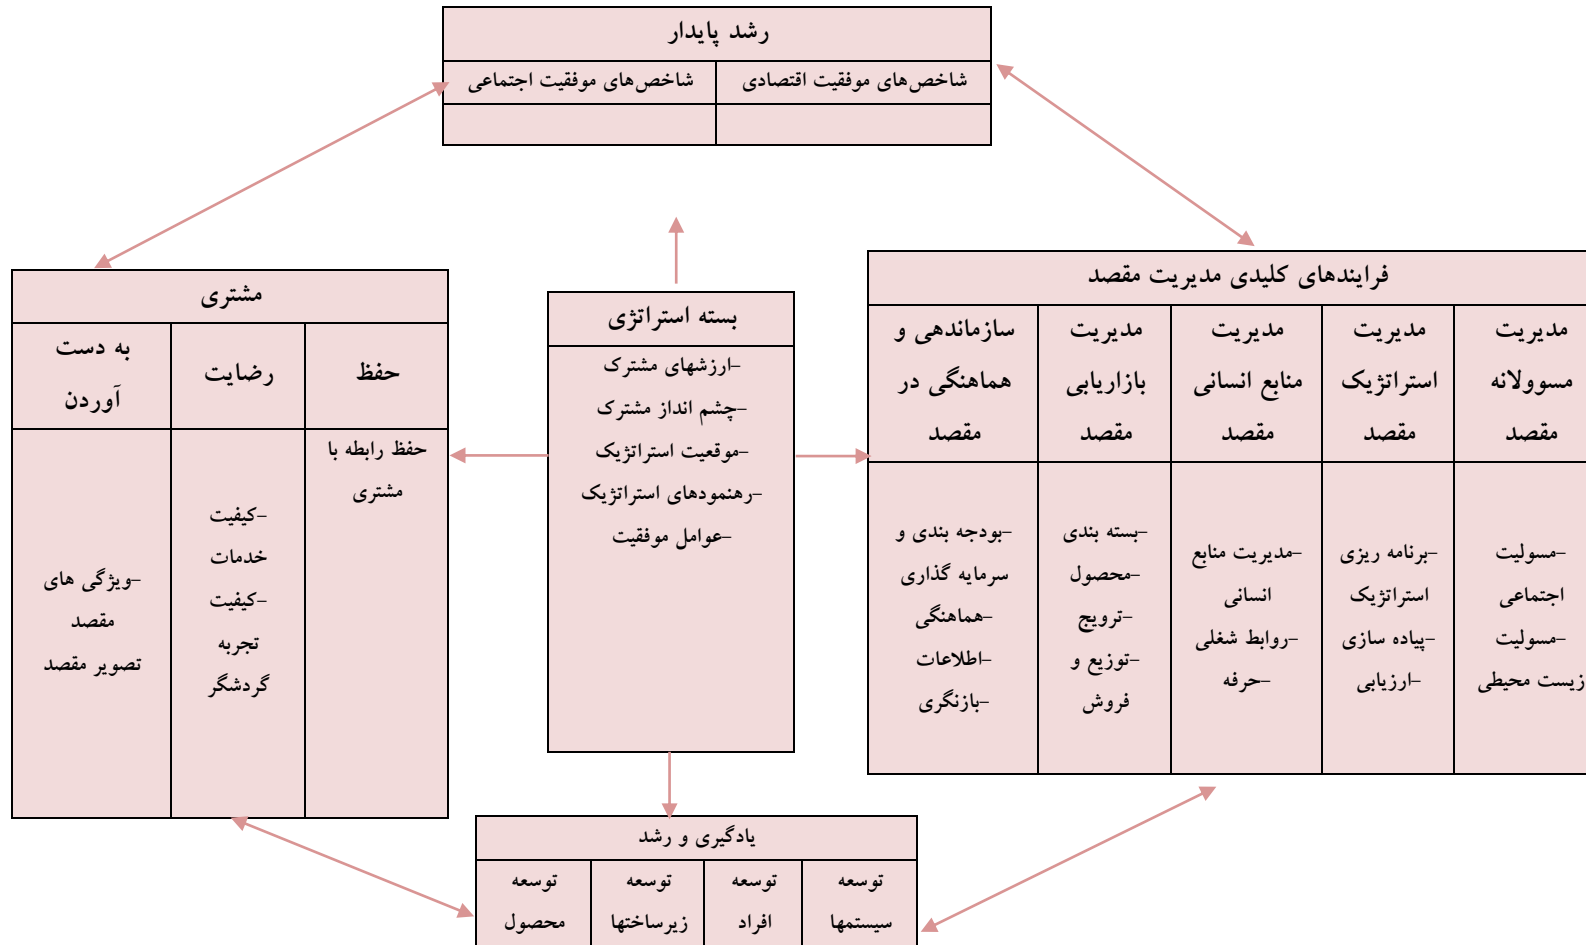 رشد پایدار
شاخص‌های موفقیت اقتصادی
شاخص‌های موفقیت اجتماعی
فرایندهای کلیدی مدیریت مقصد
مدیریت
مسوولانه
مقصد
مدیریت
استراتژیک
مقصد
مدیریت
منابع انسانی
مقصد
مدیریت
بازاریابی
مقصد
سازماندهی و
هماهنگی در
مقصد
-مسولیت
اجتماعی
-مسولیت
زیست محیطی
-برنامه ریزی
استراتژیک
-پیاده سازی
-ارزیابی
-مدیریت منابع
انسانی
-روابط شغلی
-حرفه
-بسته بندی
-محصول
-ترویج
-توزیع و
فروش
-بودجه بندی و
سرمایه گذاری
-هماهنگی
-اطلاعات
-بازنگری
بسته استراتژی
-ارزشهای مشترک
-چشم انداز مشترک
-موقعیت استراتژیک
-رهنمودهای استراتژیک
-عوامل موفقیت
مشتری
حفظ
رضایت
به دست
آوردن
حفظ رابطه با
مشتری
-کیفیت
خدمات
-کیفیت
تجربه
گردشگر
-ویژگی های
مقصد
تصویر مقصد
یادگیری و رشد
توسعه
سیستمها
توسعه
افراد
توسعه
زیرساختها
توسعه
محصول